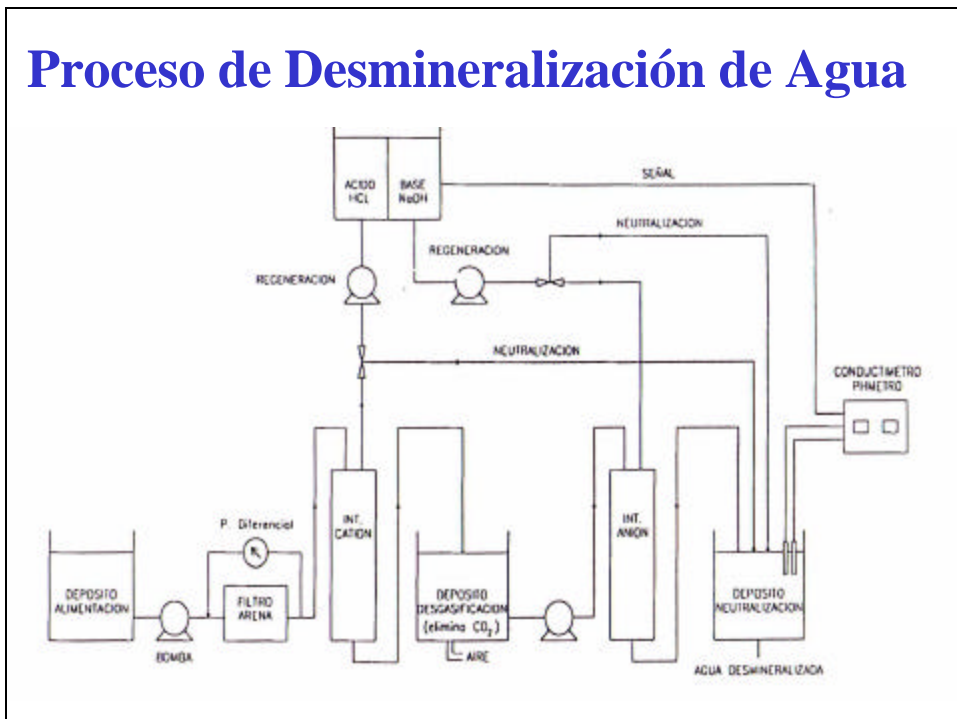 Proceso de Desmineralización de Agua
ACIDO
HCL
BASE
NaOH
SEÑAL
NEUTRALIZACION
REGENERACION
REGENERACION
NEUTRALIZACION
CONDUCTIMETRO
PHMETRO
P. Diferencial
INT.
CATION
INT.
ANION
DEPOSITO
ALIMENTACION
FILTRO
ARENA
DEPOSITO
DESGASIFICACION
(elimina CO₂)
DEPOSITO
NEUTRALIZACION
BOMBA
AIRE
AGUA DESMINERALIZADA